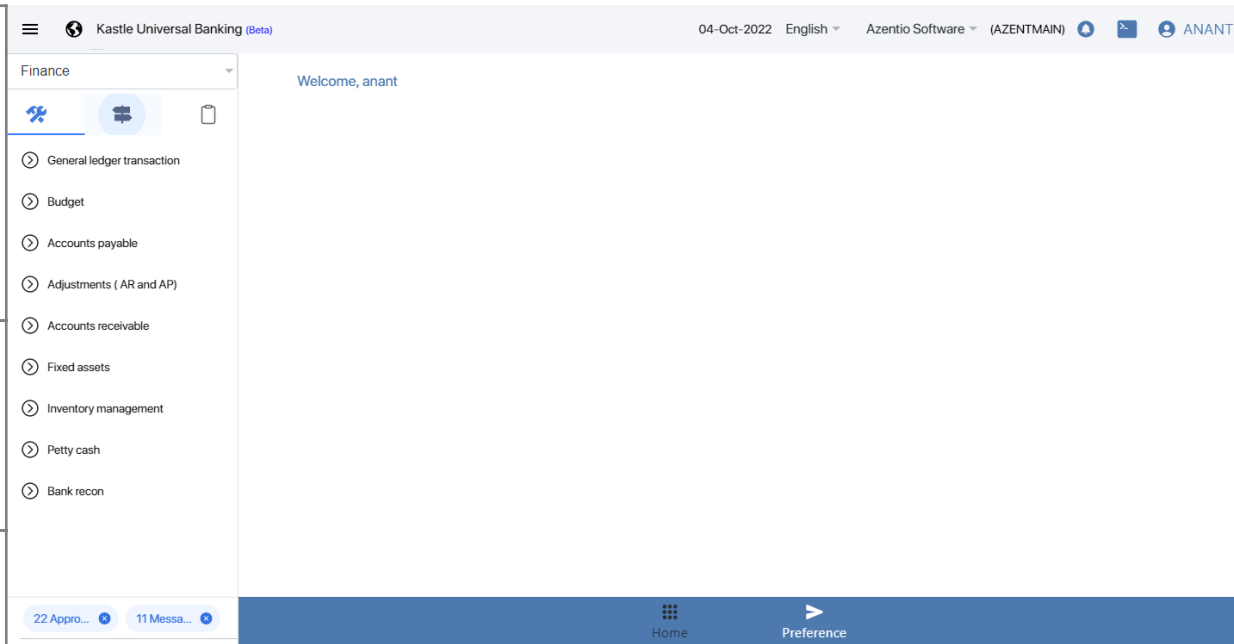 Kastle Universal Banking (Beta)
04-Oct-2022 English Azentio Software (AZENTMAIN) ANANT
Finance
Welcome, anant
General ledger transaction
Budget
Accounts payable
Adjustments ( AR and AP)
Accounts receivable
Fixed assets
Inventory management
Petty cash
Bank recon
22 Appro... 11 Messa...
Home Preference